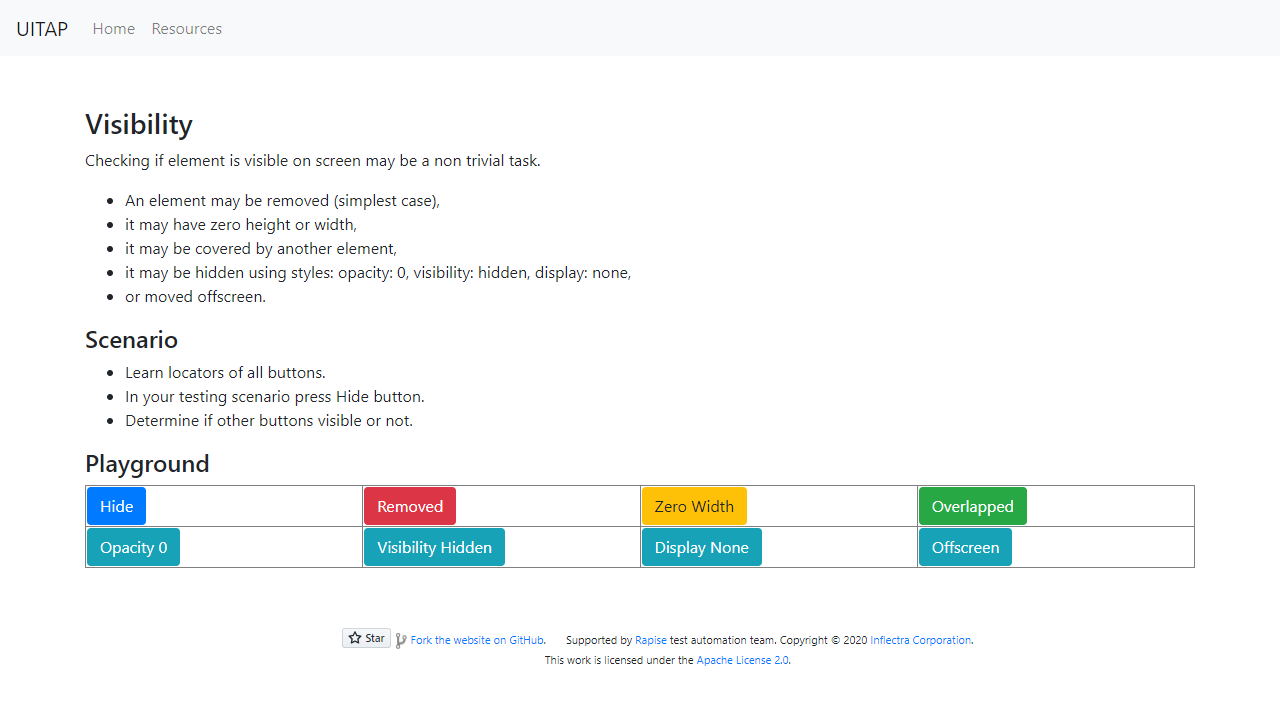 UITAP Home Resources
Visibility
Checking if element is visible on screen may be a non trivial task.
An element may be removed (simplest case),
it may have zero height or width,
it may be covered by another element,
it may be hidden using styles: opacity: 0, visibility: hidden, display: none,
or moved offscreen.
Scenario
Learn locators of all buttons.
In your testing scenario press Hide button.
Determine if other buttons visible or not.
Playground
Hide Removed Zero Width Overlapped
Opacity 0 Visibility Hidden Display None Offscreen
Star Fork the website on GitHub. Supported by Rapise test automation team. Copyright © 2020 Inflectra Corporation.
This work is licensed under the Apache License 2.0.